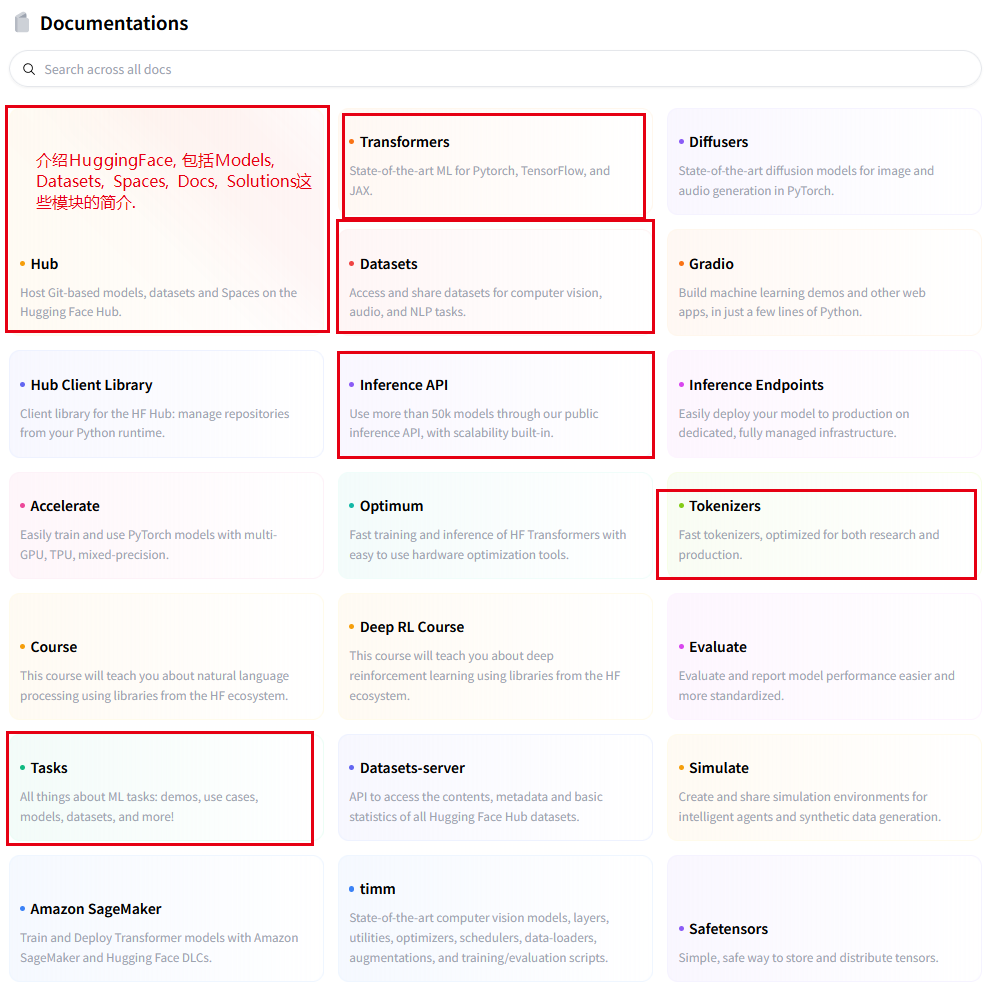 Documentations
Search across all docs
介绍HuggingFace, 包括Models,
Datasets, Spaces, Docs, Solutions这
些模块的简介.
Hub
Host Git-based models, datasets and Spaces on the
Hugging Face Hub.
Transformers
State-of-the-art ML for Pytorch, TensorFlow, and
JAX.
Diffusers
State-of-the-art diffusion models for image and
audio generation in PyTorch.
Datasets
Access and share datasets for computer vision,
audio, and NLP tasks.
Gradio
Build machine learning demos and other web
apps, in just a few lines of Python.
Hub Client Library
Client library for the HF Hub: manage repositories
from your Python runtime.
Inference API
Use more than 50k models through our public
inference API, with scalability built-in.
Inference Endpoints
Easily deploy your model to production on
dedicated, fully managed infrastructure.
Accelerate
Easily train and use PyTorch models with multi-
GPU, TPU, mixed-precision.
Optimum
Fast training and inference of HF Transformers with
easy to use hardware optimization tools.
Tokenizers
Fast tokenizers, optimized for both research and
production.
Course
This course will teach you about natural language
processing using libraries from the HF ecosystem.
Deep RL Course
This course will teach you about deep
reinforcement learning using libraries from the HF
ecosystem.
Evaluate
Evaluate and report model performance easier and
more standardized.
Tasks
All things about ML tasks: demos, use cases,
models, datasets, and more!
Datasets-server
API to access the contents, metadata and basic
statistics of all Hugging Face Hub datasets.
Simulate
Create and share simulation environments for
intelligent agents and synthetic data generation.
Amazon SageMaker
Train and Deploy Transformer models with Amazon
SageMaker and Hugging Face DLCs.
timm
State-of-the-art computer vision models, layers,
utilities, optimizers, schedulers, data-loaders,
augmentations, and training/evaluation scripts.
Safetensors
Simple, safe way to store and distribute tensors.